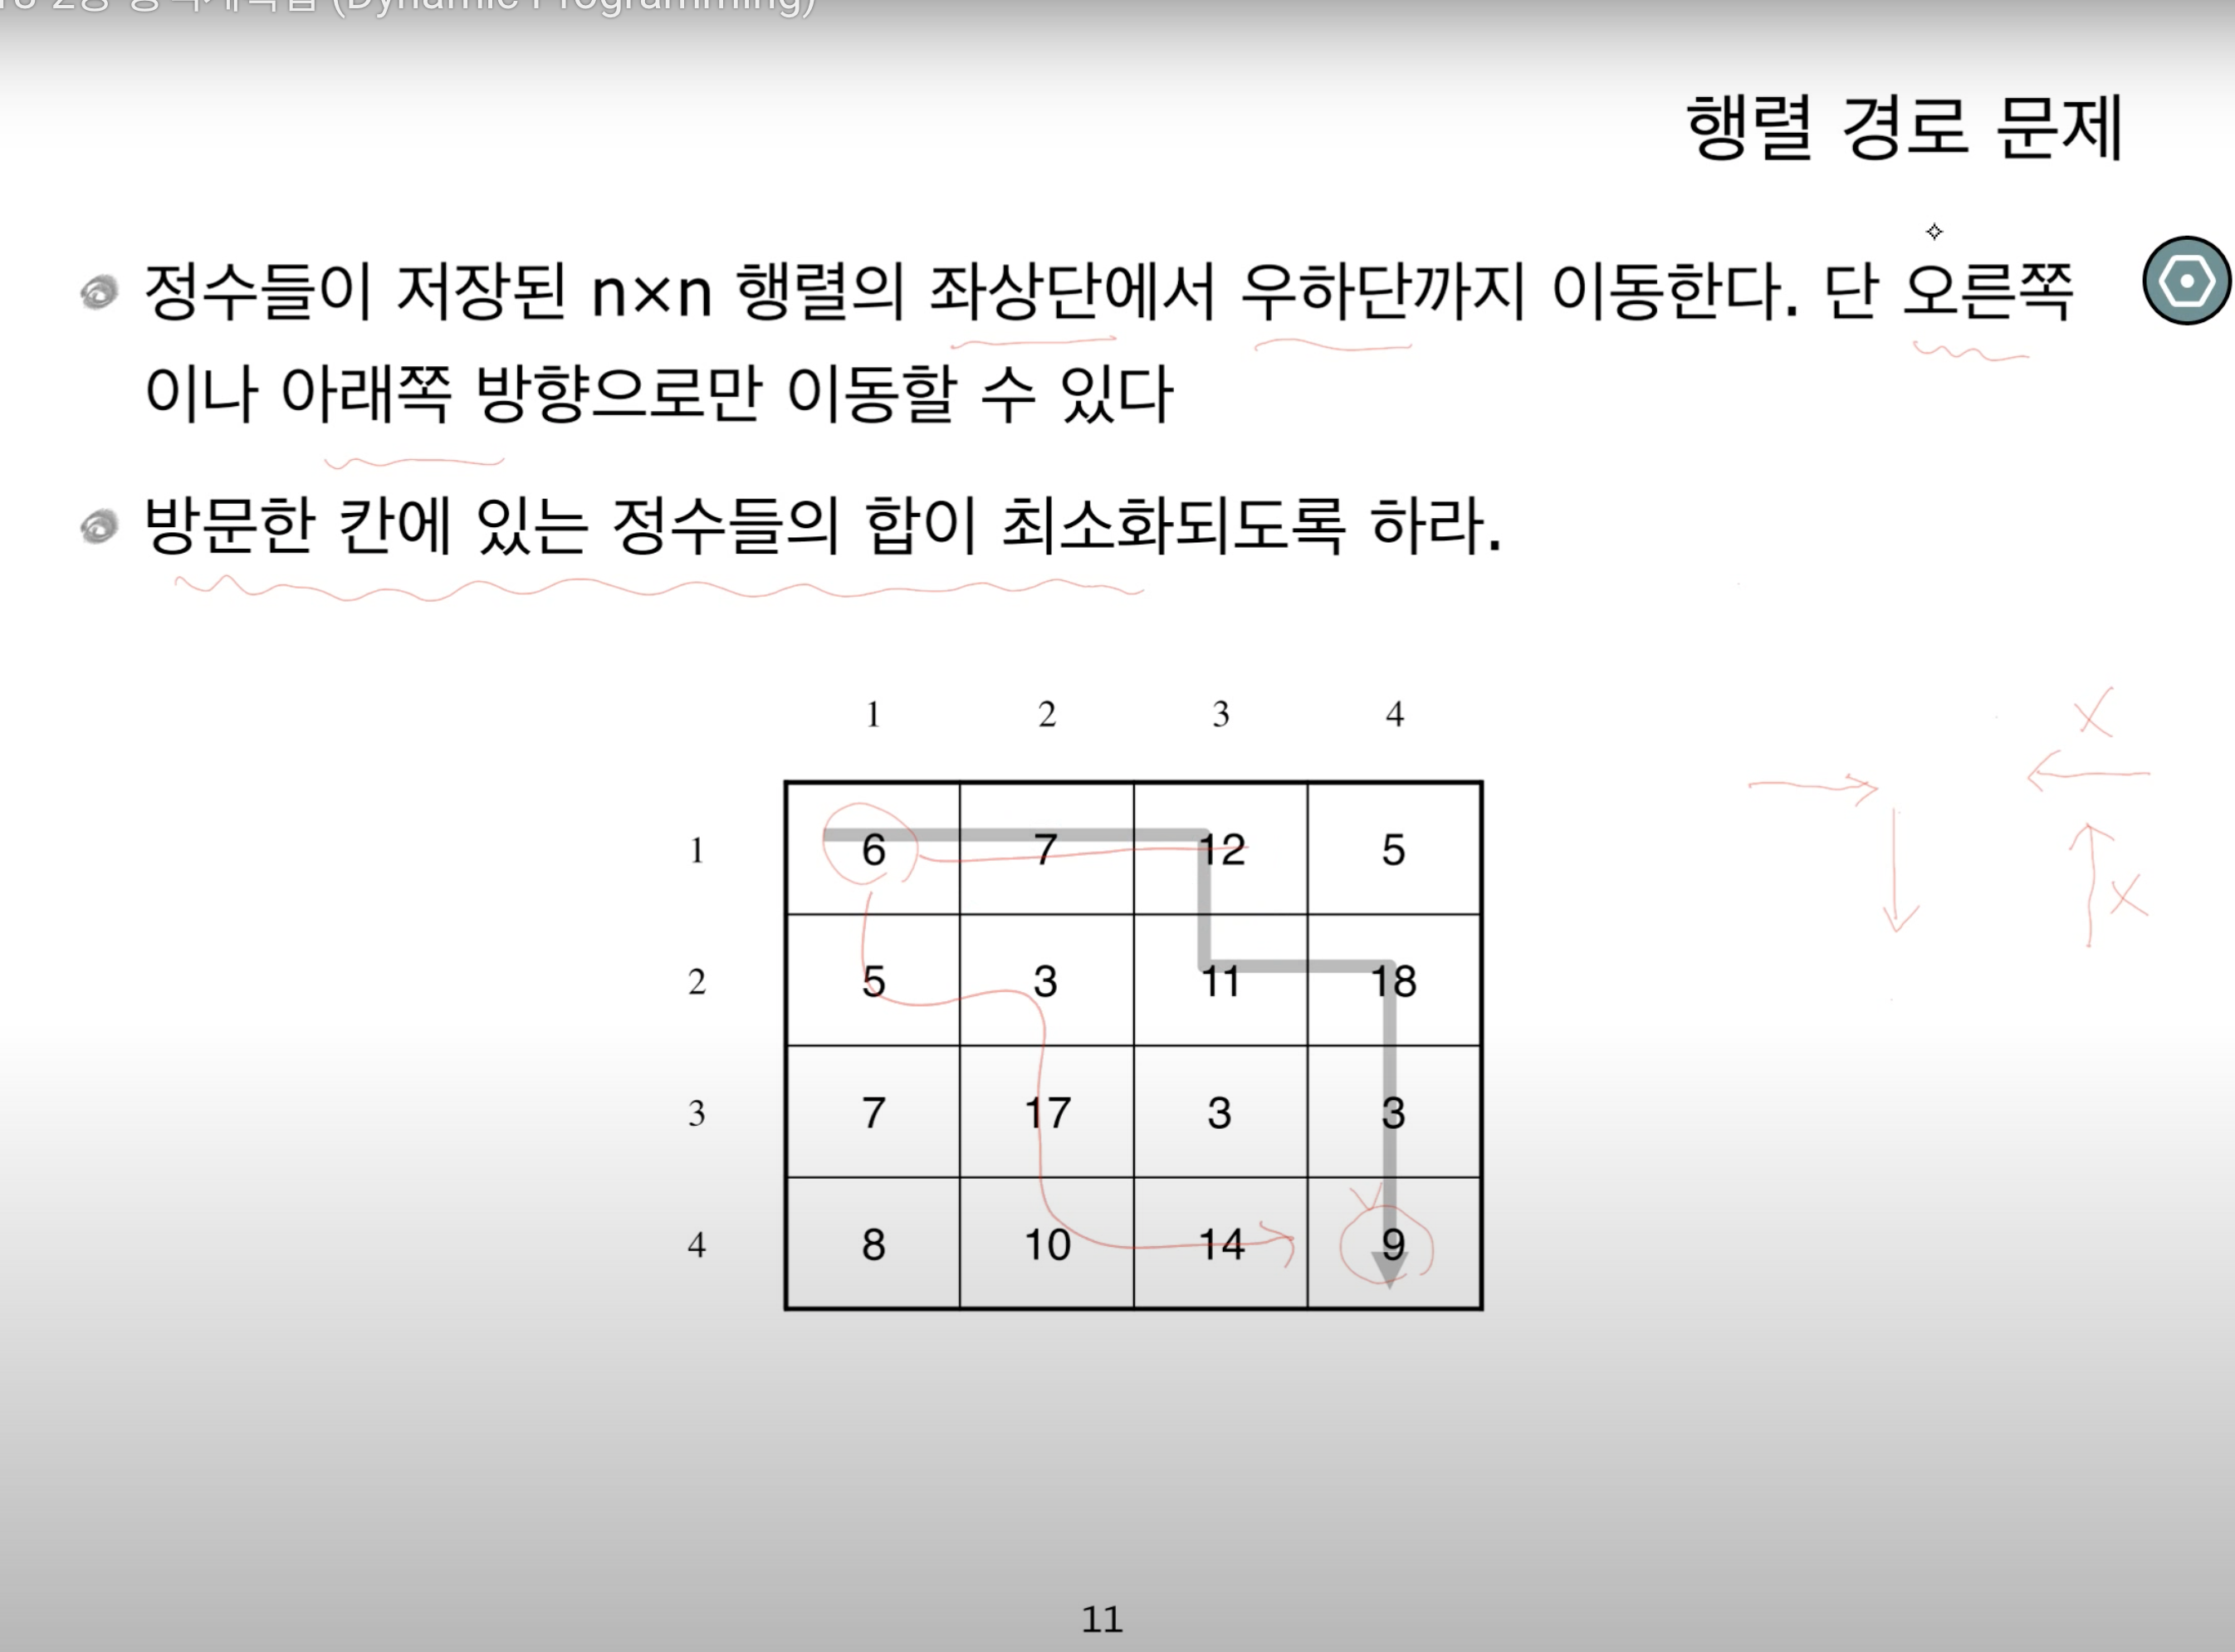 (Dynamic Programming)
행렬 경로 문제
정수들이 저장된 n×n 행렬의 좌상단에서 우하단까지 이동한다. 단 오른쪽
이나 아래쪽 방향으로만 이동할 수 있다
방문한 칸에 있는 정수들의 합이 최소화되도록 하라.
1 2 3 4
1 6 7 12 5
2 5 3 11 18
3 7 17 3 3
4 8 10 14 9
11